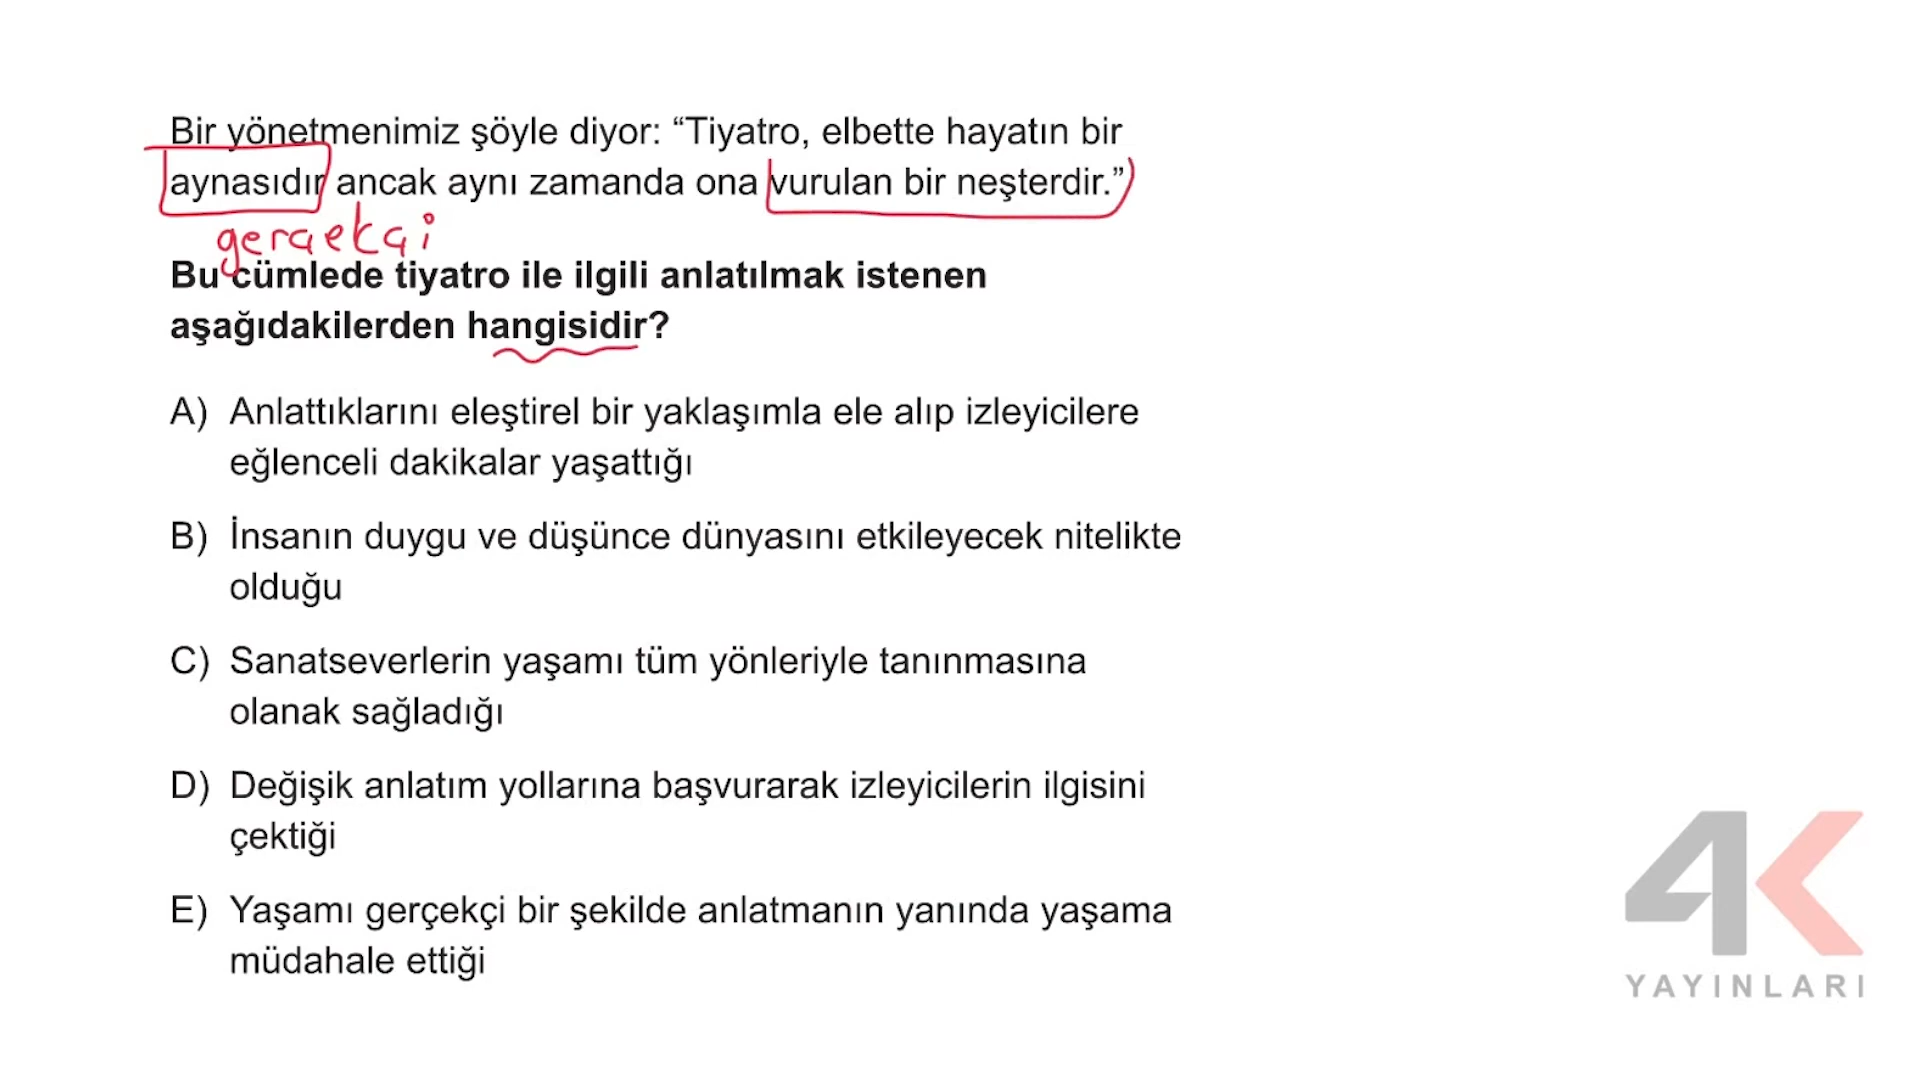 Bir yönetmenimiz şöyle diyor: “Tiyatro, elbette hayatın bir
aynasıdır ancak aynı zamanda ona vurulan bir neşterdir.”
gerçekçi
Bu cümlede tiyatro ile ilgili anlatılmak istenen
aşağıdakilerden hangisidir?
A) Anlattıklarını eleştirel bir yaklaşımla ele alıp izleyicilere
eğlenceli dakikalar yaşattığı
B) İnsanın duygu ve düşünce dünyasını etkileyecek nitelikte
olduğu
C) Sanatseverlerin yaşamı tüm yönleriyle tanınmasına
olanak sağladığı
D) Değişik anlatım yollarına başvurarak izleyicilerin ilgisini
çektiği
E) Yaşamı gerçekçi bir şekilde anlatmanın yanında yaşama
müdahale ettiği
4K
YAYINLARI